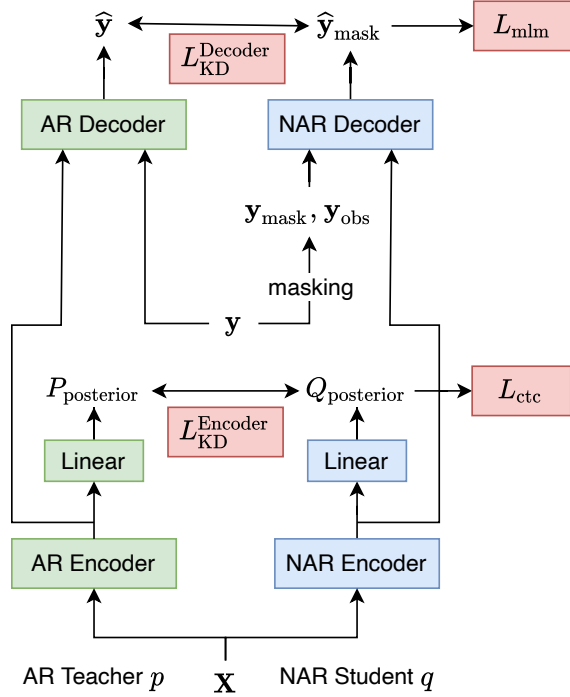 ŷ
ŷ_mask
L_mlm
L_KD^Decoder
AR Decoder
NAR Decoder
y_mask, y_obs
masking
y
P_posterior
Q_posterior
L_ctc
L_KD^Encoder
Linear
Linear
AR Encoder
NAR Encoder
AR Teacher p
X
NAR Student q